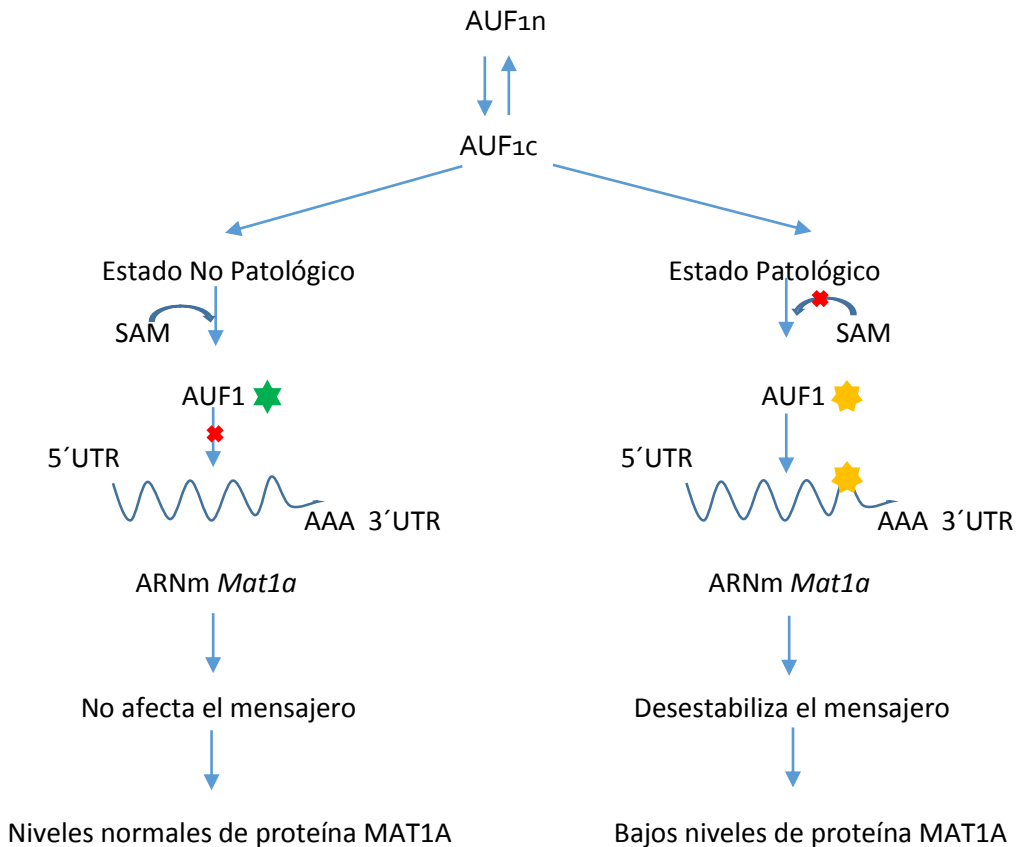 AUF1n
AUF1c
Estado No Patológico
SAM
AUF1
5´UTR
AAA 3´UTR
ARNm Mat1a
No afecta el mensajero
Niveles normales de proteína MAT1A
Estado Patológico
SAM
AUF1
5´UTR
AAA 3´UTR
ARNm Mat1a
Desestabiliza el mensajero
Bajos niveles de proteína MAT1A